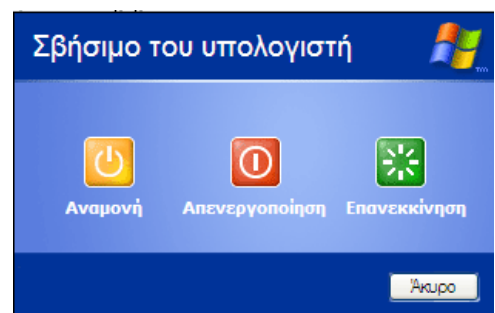 Σβήσιμο του υπολογιστή
Αναμονή Απενεργοποίηση Επανεκκίνηση
Άκυρο